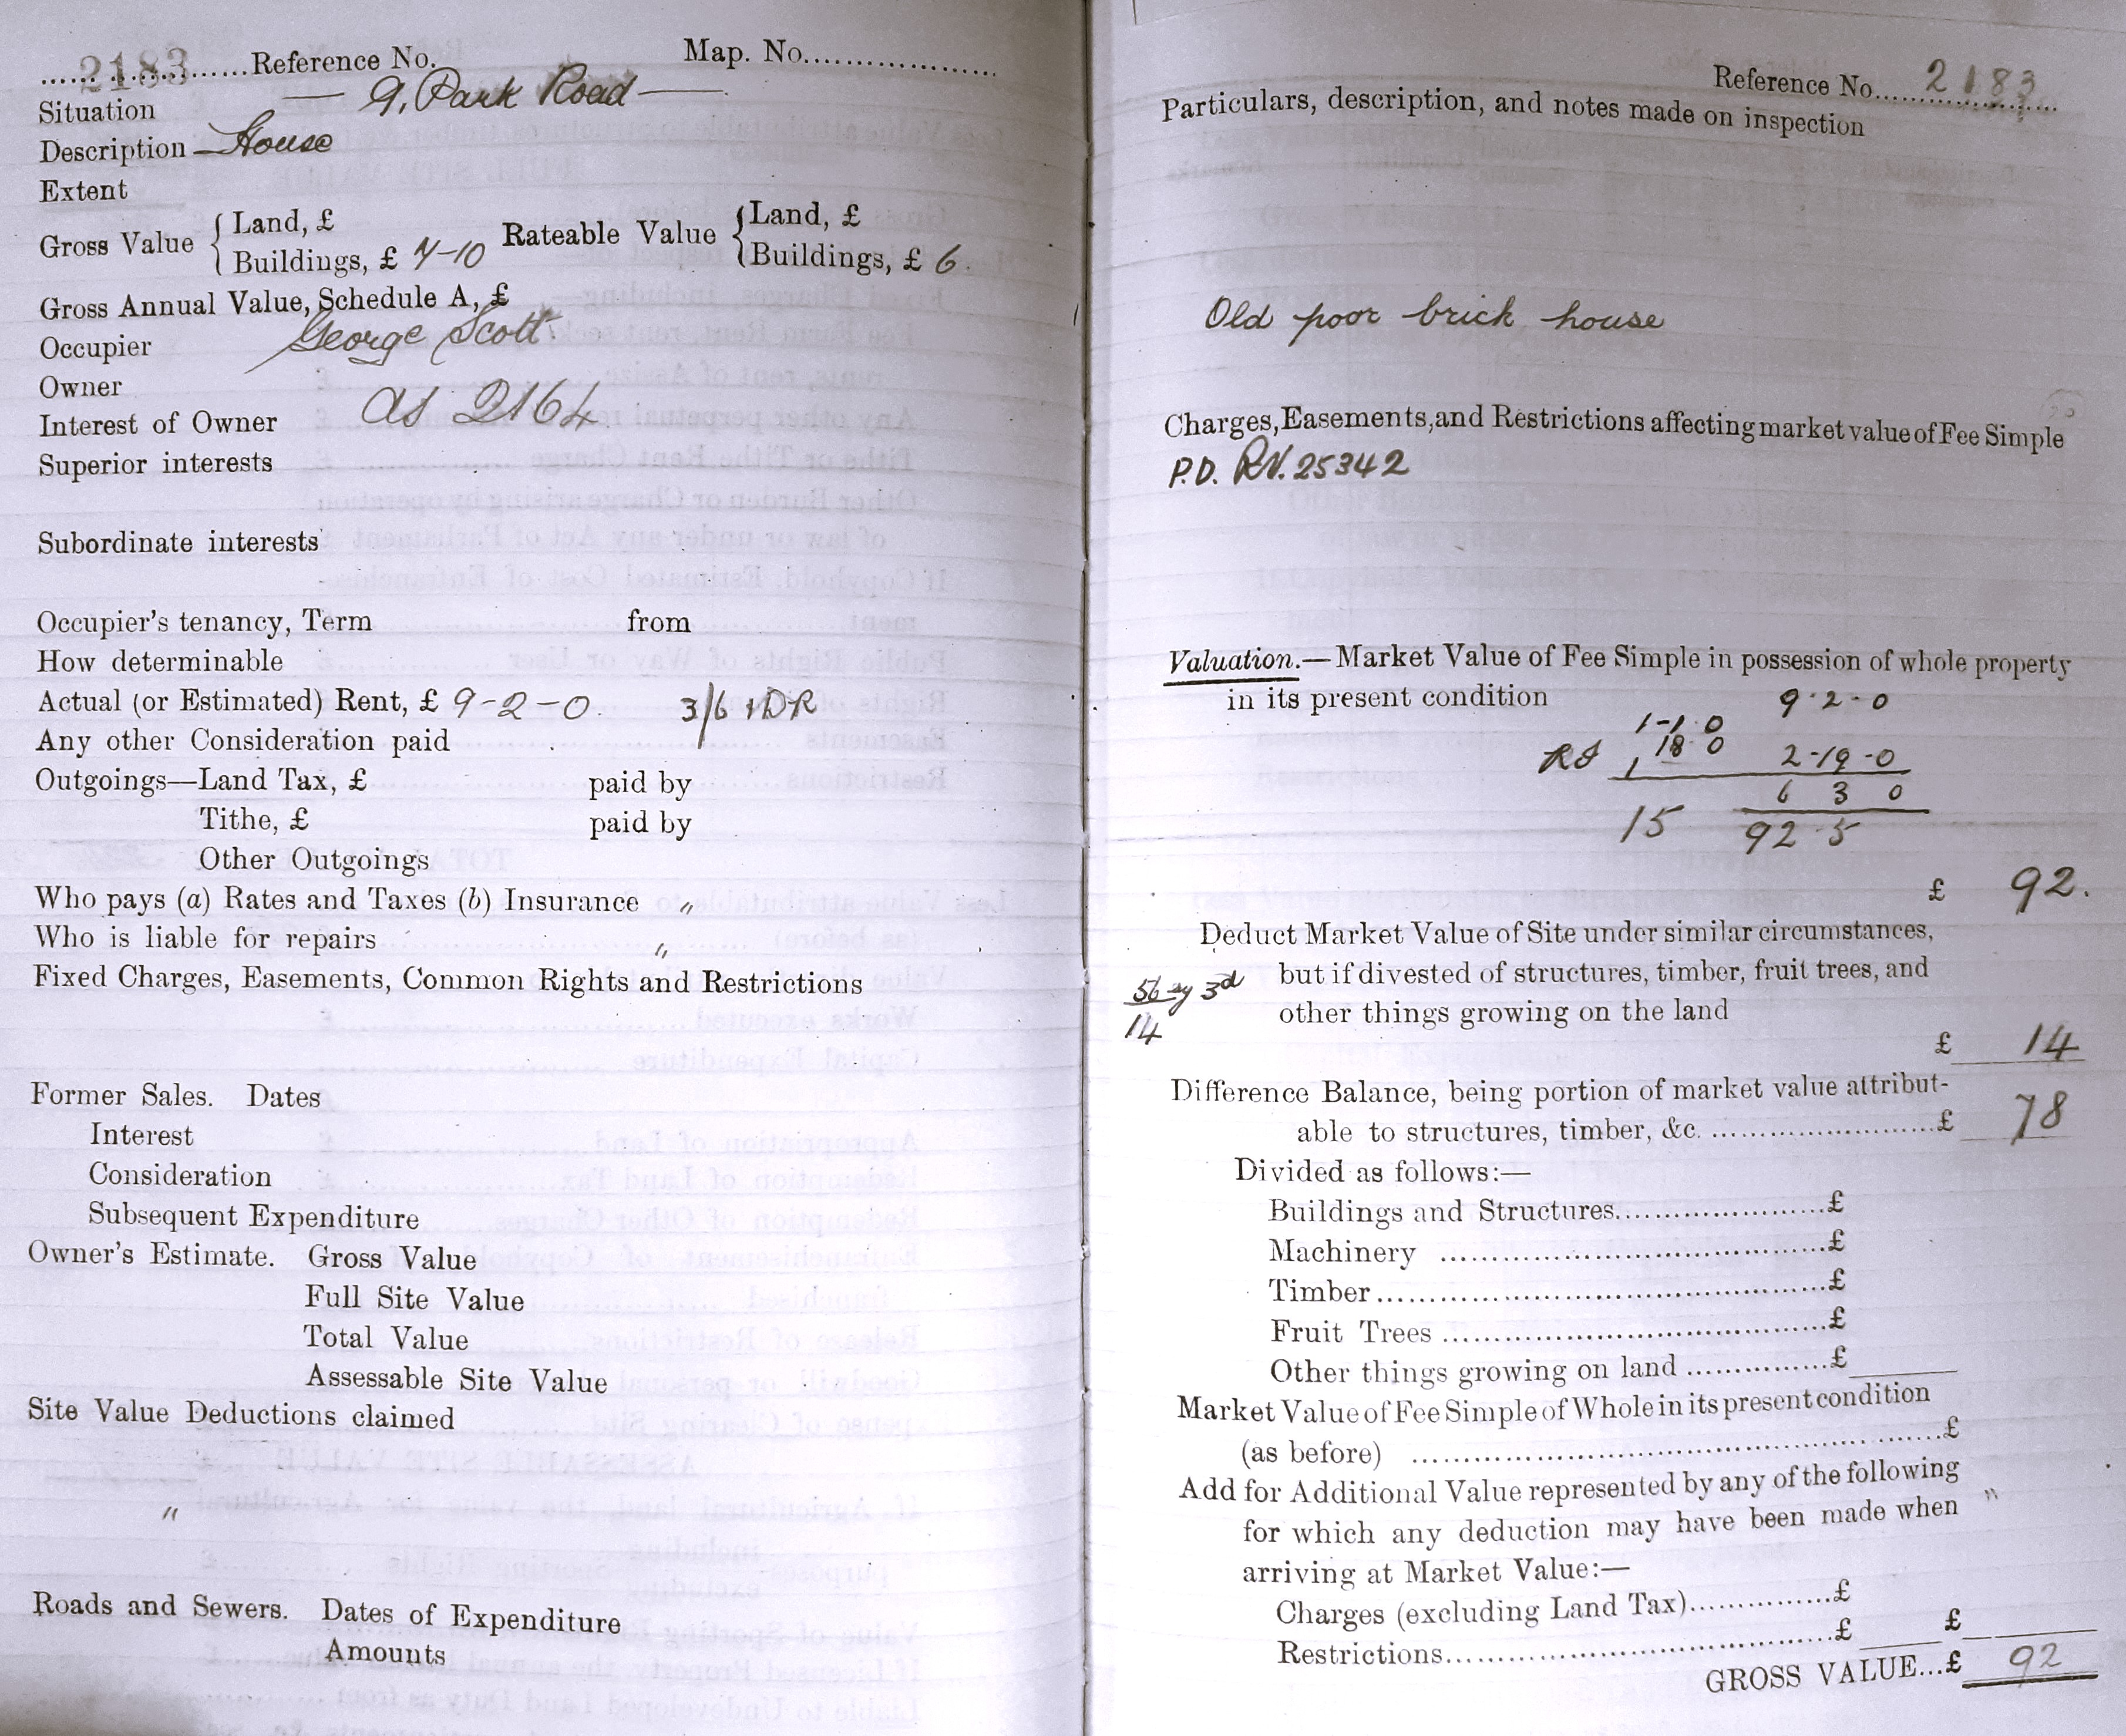 2183 Reference No. Map. No.
Situation — 9, Park Road —
Description — House
Extent
Gross Value { Land, £ Rateable Value { Land, £
Buildings, £ 7-10 Buildings, £ 6.
Gross Annual Value, Schedule A, £
Occupier George Scott
Owner
Interest of Owner as 2164
Superior interests
Subordinate interests
Occupier's tenancy, Term from
How determinable
Actual (or Estimated) Rent, £ 9-2-0. 3/6 DR
Any other Consideration paid
Outgoings—Land Tax, £ paid by
Tithe, £ paid by
Other Outgoings
Who pays (a) Rates and Taxes (b) Insurance "
Who is liable for repairs "
Fixed Charges, Easements, Common Rights and Restrictions
Former Sales. Dates
Interest
Consideration
Subsequent Expenditure
Owner's Estimate. Gross Value
Full Site Value
Total Value
Assessable Site Value
Site Value Deductions claimed
"
Roads and Sewers. Dates of Expenditure
Amounts
Reference No. 2183
Particulars, description, and notes made on inspection
Old poor brick house
Charges, Easements, and Restrictions affecting market value of Fee Simple
P.D. RN. 25342
Valuation.—Market Value of Fee Simple in possession of whole property
in its present condition 9-2-0
1-1-0
1 18 0 2-19-0
6 3 0
15 92-5
£ 92.
Deduct Market Value of Site under similar circumstances,
56 3d but if divested of structures, timber, fruit trees, and
14 other things growing on the land
£ 14
Difference Balance, being portion of market value attribut-
able to structures, timber, &c. £ 78
Divided as follows:—
Buildings and Structures £
Machinery £
Timber £
Fruit Trees £
Other things growing on land £
Market Value of Fee Simple of Whole in its present condition
(as before) £
Add for Additional Value represented by any of the following "
for which any deduction may have been made when
arriving at Market Value:—
Charges (excluding Land Tax) £
Restrictions £ £
GROSS VALUE...£ 92